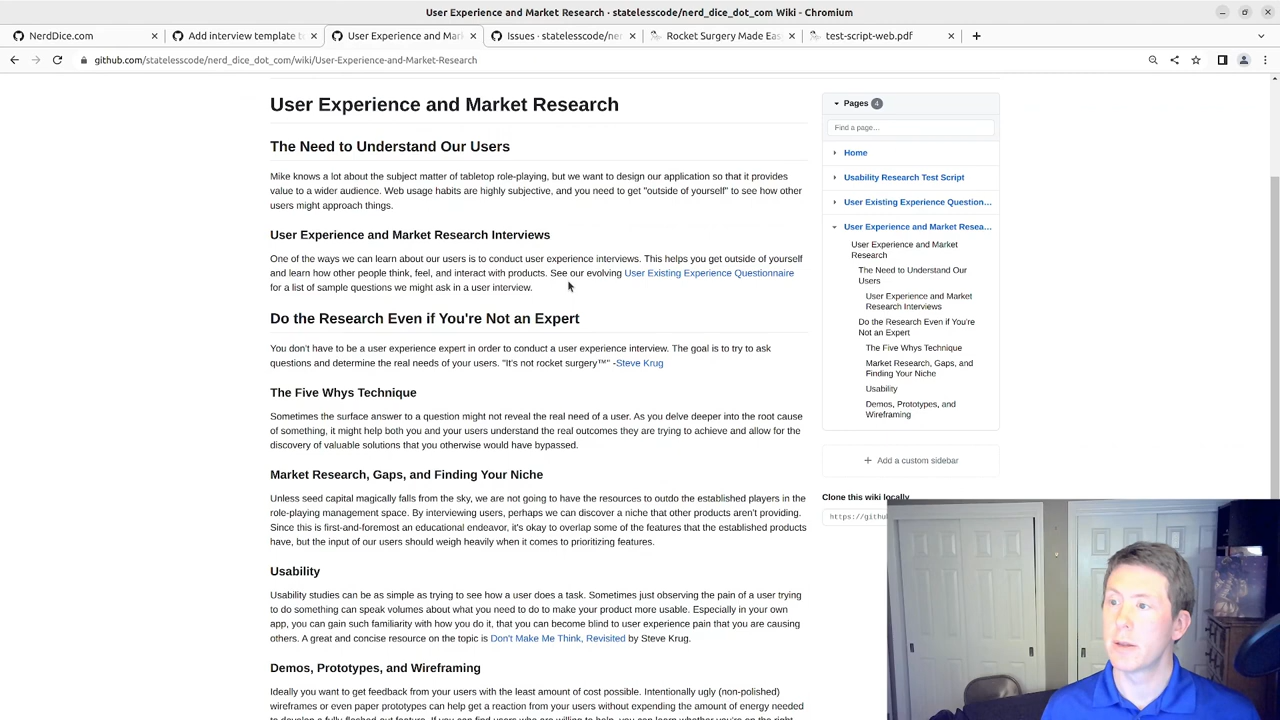 User Experience and Market Research · statelesscode/nerd_dice_dot_com Wiki - Chromium
NerdDice.com
Add interview template t
User Experience and Mar
Issues · statelesscode/ner
Rocket Surgery Made Eas
test-script-web.pdf
github.com/statelesscode/nerd_dice_dot_com/wiki/User-Experience-and-Market-Research
User Experience and Market Research
The Need to Understand Our Users
Mike knows a lot about the subject matter of tabletop role-playing, but we want to design our application so that it provides
value to a wider audience. Web usage habits are highly subjective, and you need to get "outside of yourself" to see how other
users might approach things.
User Experience and Market Research Interviews
One of the ways we can learn about our users is to conduct user experience interviews. This helps you get outside of yourself
and learn how other people think, feel, and interact with products. See our evolving User Existing Experience Questionnaire
for a list of sample questions we might ask in a user interview.
Do the Research Even if You're Not an Expert
You don't have to be a user experience expert in order to conduct a user experience interview. The goal is to try to ask
questions and determine the real needs of your users. "It's not rocket surgery™" -Steve Krug
The Five Whys Technique
Sometimes the surface answer to a question might not reveal the real need of a user. As you delve deeper into the root cause
of something, it might help both you and your users understand the real outcomes they are trying to achieve and allow for the
discovery of valuable solutions that you otherwise would have bypassed.
Market Research, Gaps, and Finding Your Niche
Unless seed capital magically falls from the sky, we are not going to have the resources to outdo the established players in the
role-playing management space. By interviewing users, perhaps we can discover a niche that other products aren't providing.
Since this is first-and-foremost an educational endeavor, it's okay to overlap some of the features that the established products
have, but the input of our users should weigh heavily when it comes to prioritizing features.
Usability
Usability studies can be as simple as trying to see how a user does a task. Sometimes just observing the pain of a user trying
to do something can speak volumes about what you need to do to make your product more usable. Especially in your own
app, you can gain such familiarity with how you do it, that you can become blind to user experience pain that you are causing
others. A great and concise resource on the topic is Don't Make Me Think, Revisited by Steve Krug.
Demos, Prototypes, and Wireframing
Ideally you want to get feedback from your users with the least amount of cost possible. Intentionally ugly (non-polished)
wireframes or even paper prototypes can help get a reaction from your users without expending the amount of energy needed
Pages 4
Find a page...
Home
Usability Research Test Script
User Existing Experience Question...
User Experience and Market Resea...
User Experience and Market
Research
The Need to Understand Our
Users
User Experience and Market
Research Interviews
Do the Research Even if You're
Not an Expert
The Five Whys Technique
Market Research, Gaps, and
Finding Your Niche
Usability
Demos, Prototypes, and
Wireframing
+ Add a custom sidebar
Clone this wiki locally
https://githu